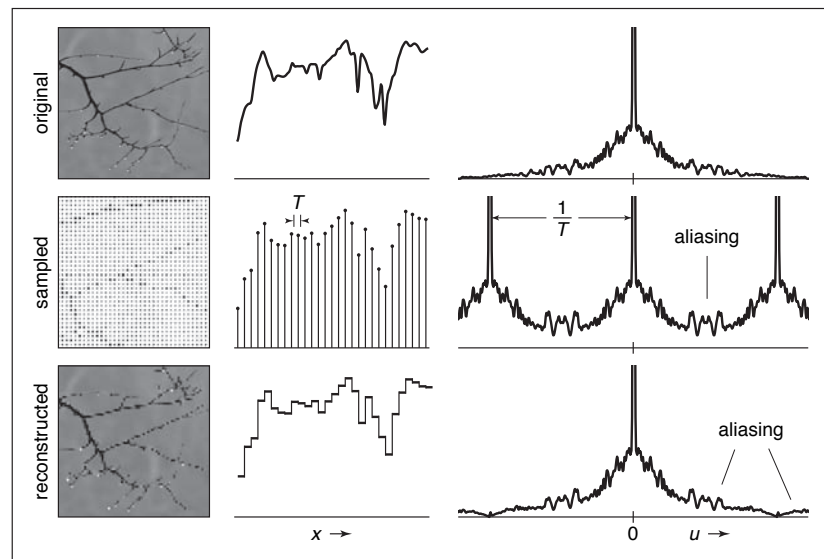 original
sampled
T
1
T
aliasing
reconstructed
aliasing
x →
0
u →